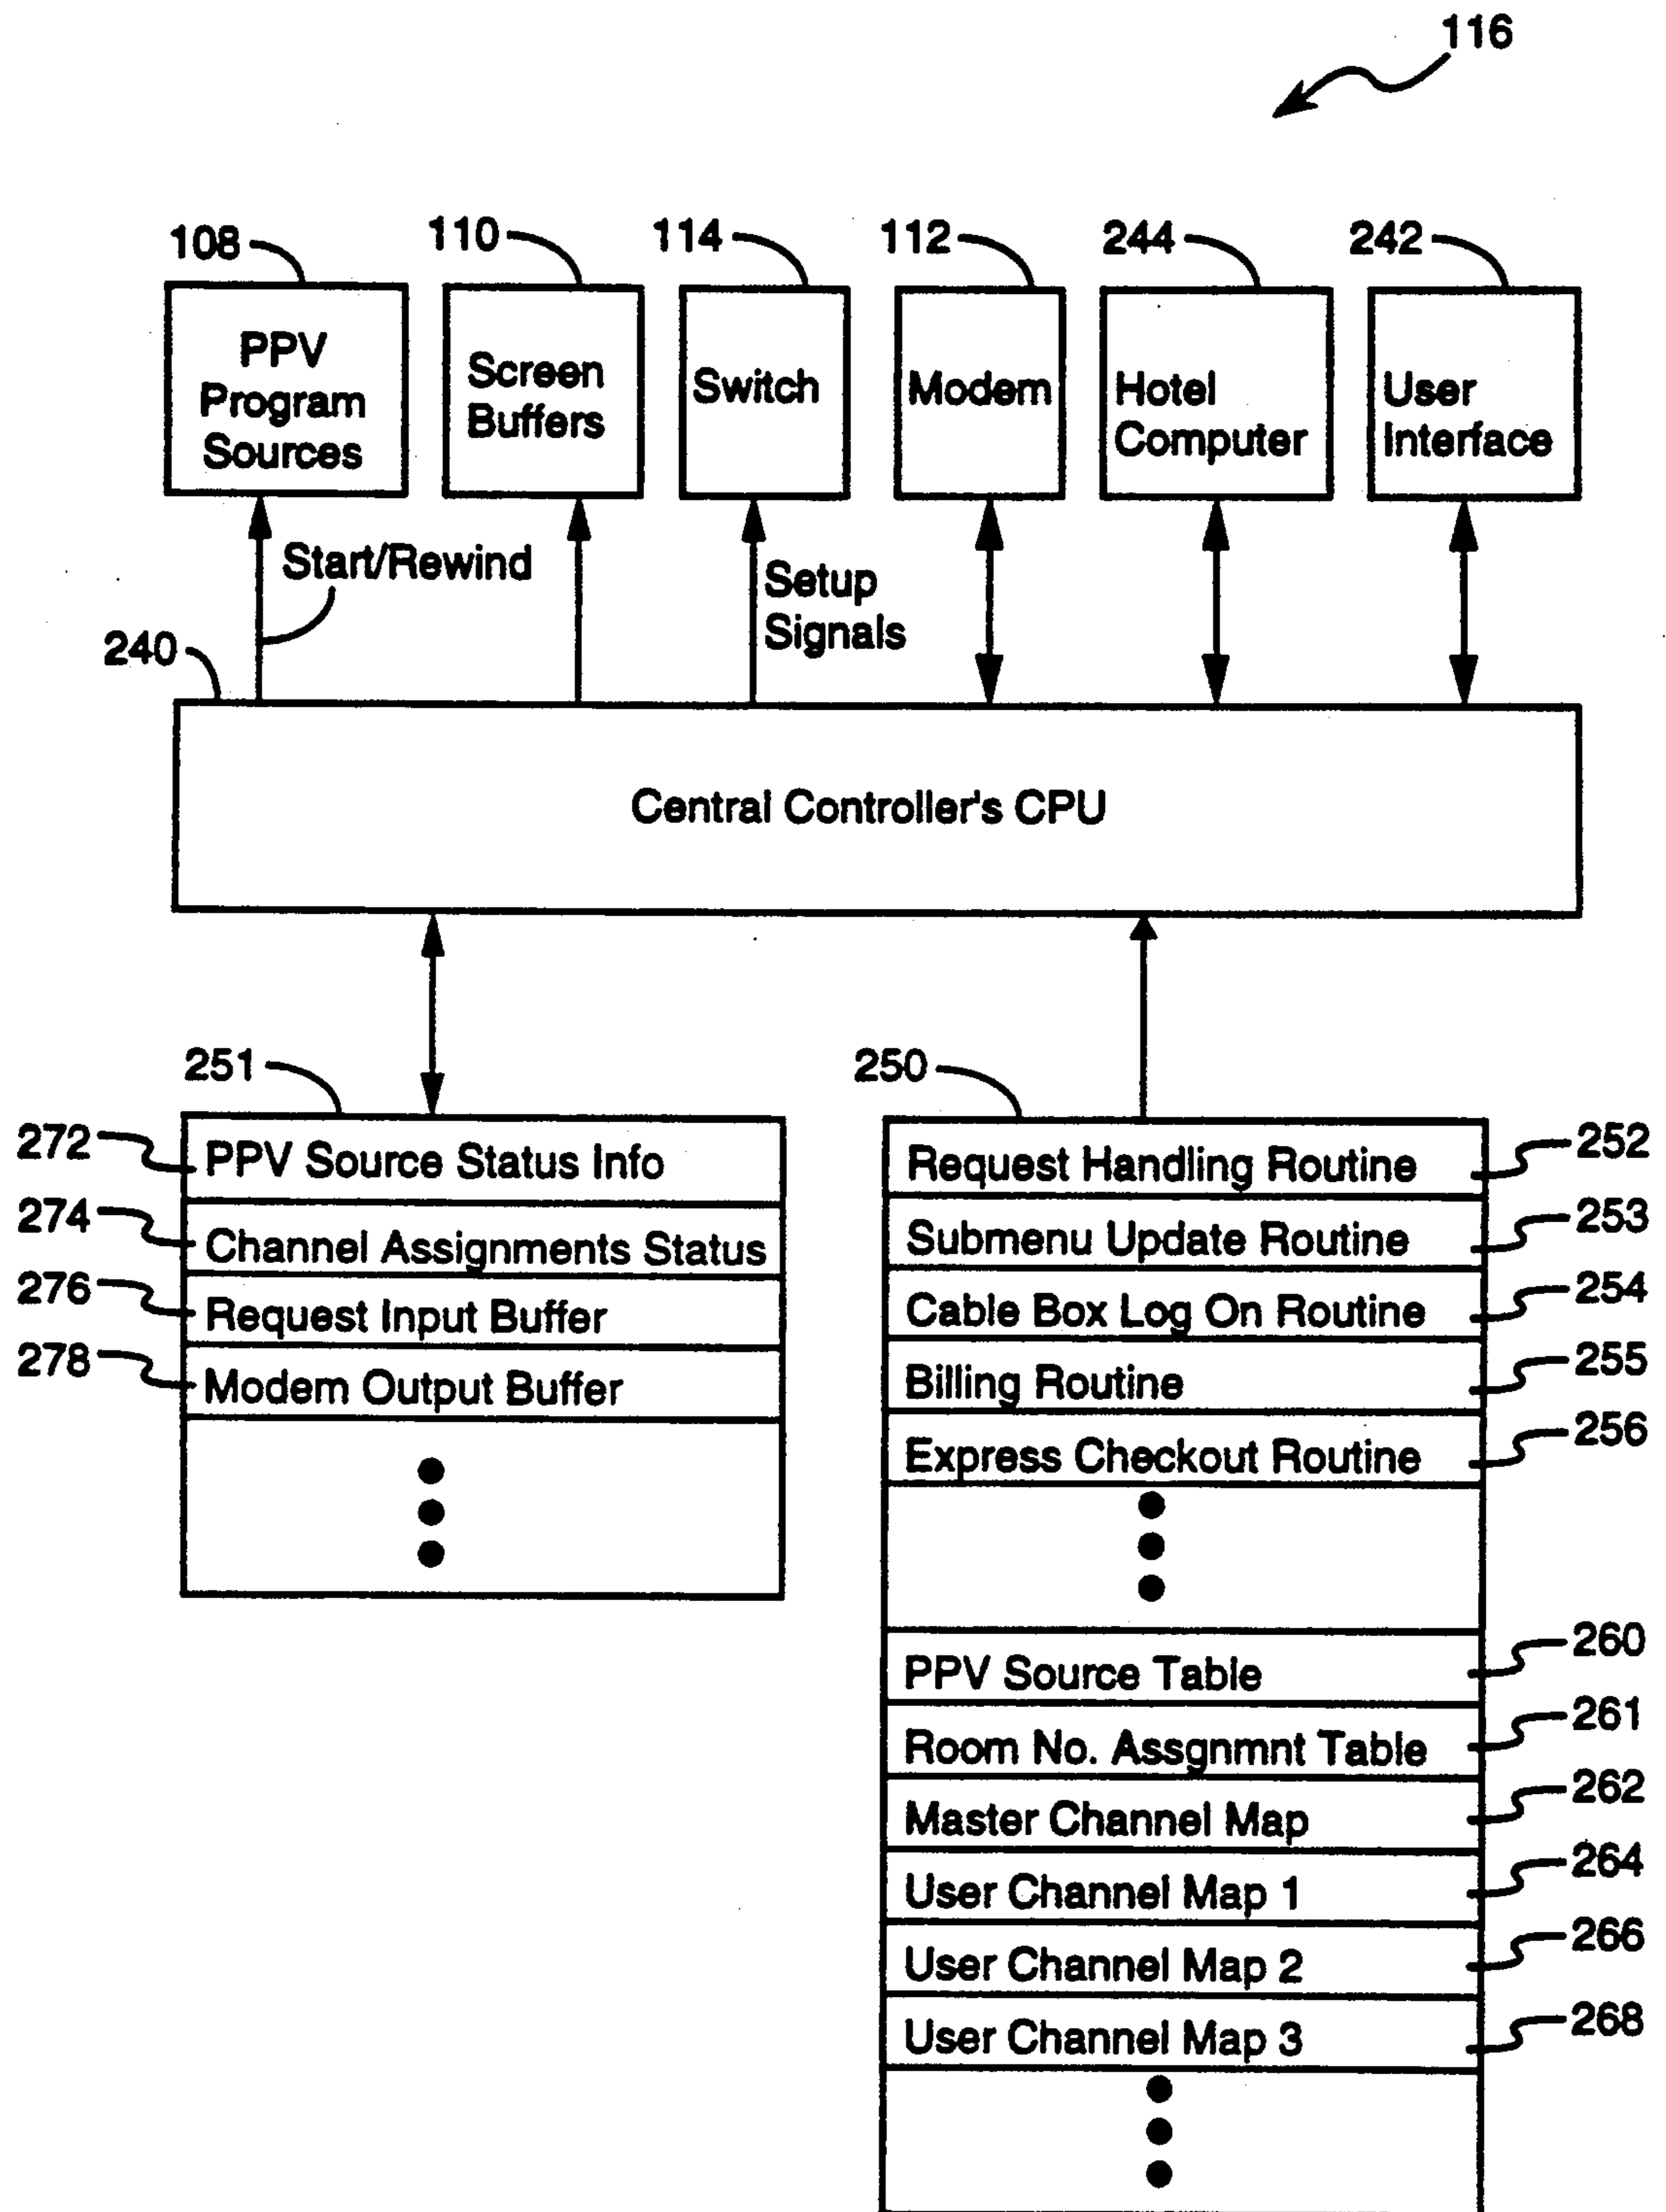 116
108
110
114
112
244
242
PPV
Program
Sources
Screen
Buffers
Switch
Modem
Hotel
Computer
User
Interface
Start/Rewind
Setup
Signals
240
Central Controller's CPU
251
250
272
PPV Source Status Info
274
Channel Assignments Status
276
Request Input Buffer
278
Modem Output Buffer
Request Handling Routine
252
Submenu Update Routine
253
Cable Box Log On Routine
254
Billing Routine
255
Express Checkout Routine
256
PPV Source Table
260
Room No. Assgnmnt Table
261
Master Channel Map
262
User Channel Map 1
264
User Channel Map 2
266
User Channel Map 3
268